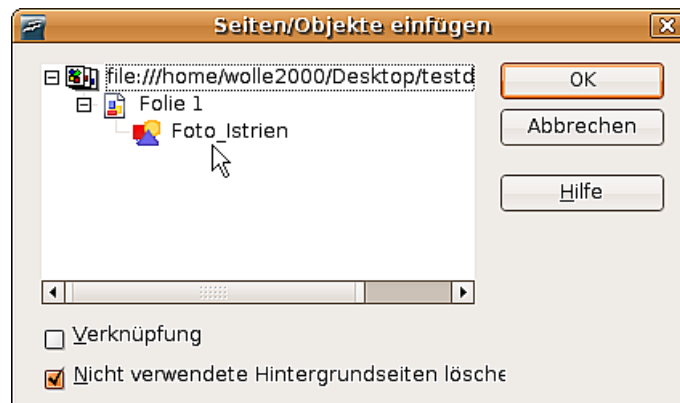 Seiten/Objekte einfügen
file:///home/wolle2000/Desktop/testd
Folie 1
Foto_Istrien
OK
Abbrechen
Hilfe
Verknüpfung
Nicht verwendete Hintergrundseiten lösche